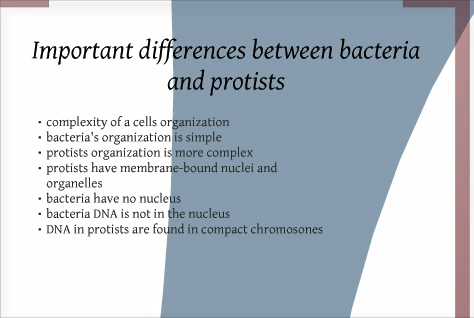 Important differences between bacteria
and protists
• complexity of a cells organization
• bacteria's organization is simple
• protists organization is more complex
• protists have membrane-bound nuclei and
organelles
• bacteria have no nucleus
• bacteria DNA is not in the nucleus
• DNA in protists are found in compact chromosones